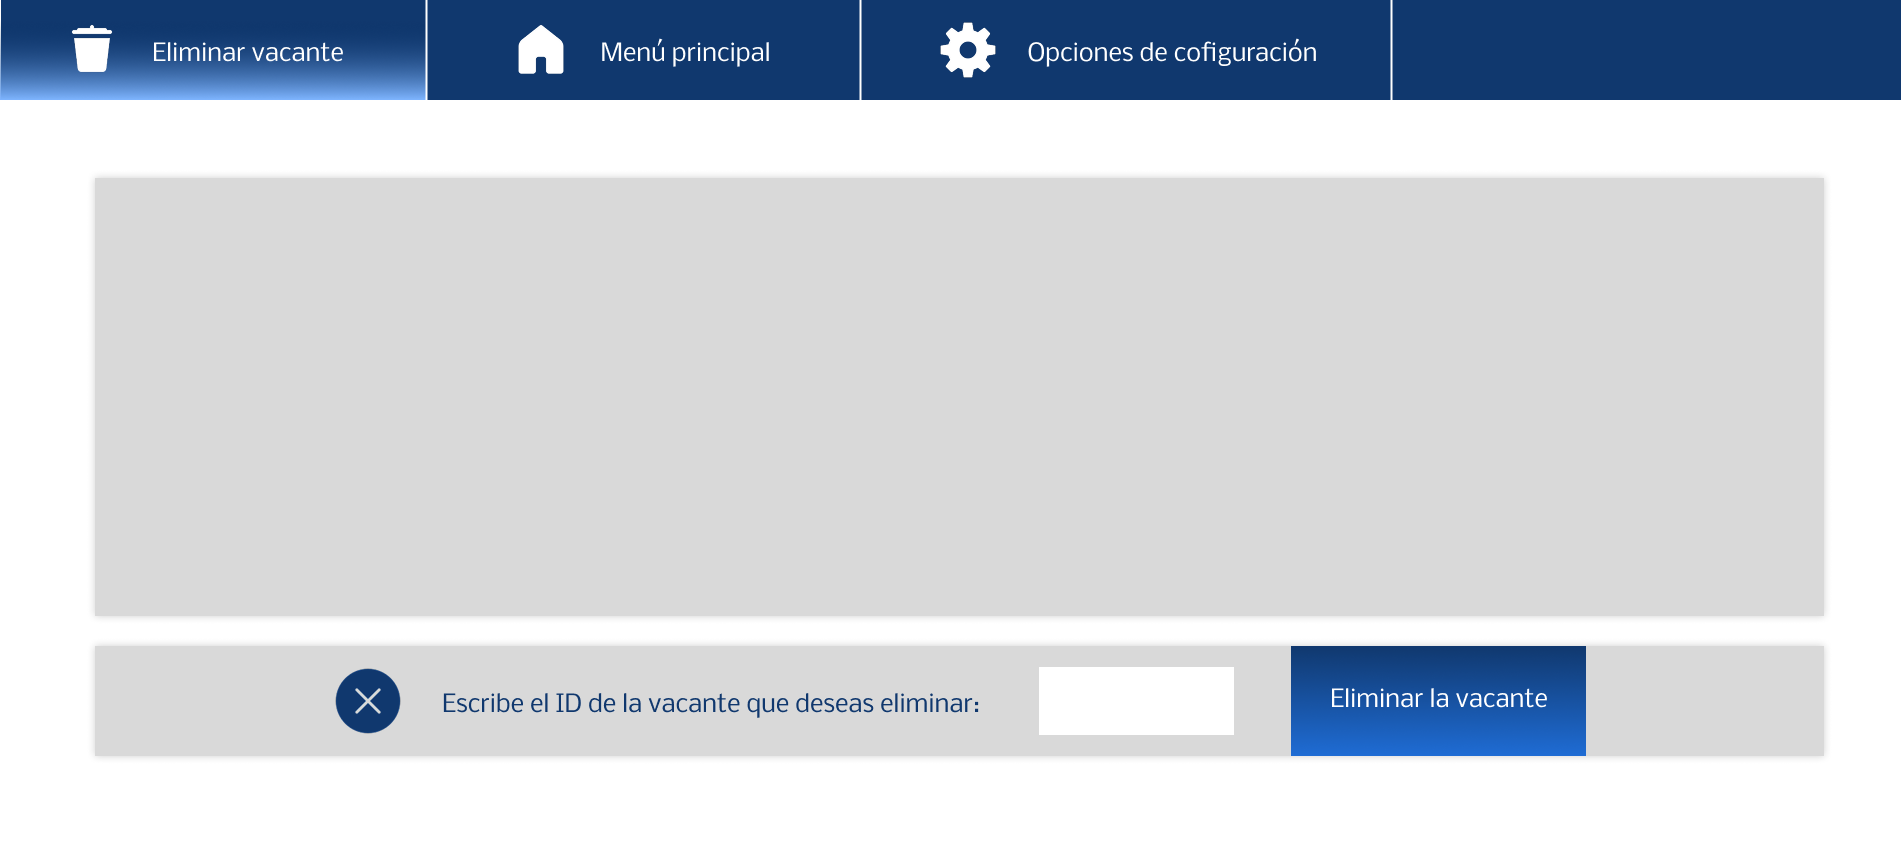 Eliminar vacante
Menú principal
Opciones de cofiguración
Escribe el ID de la vacante que deseas eliminar:
Eliminar la vacante